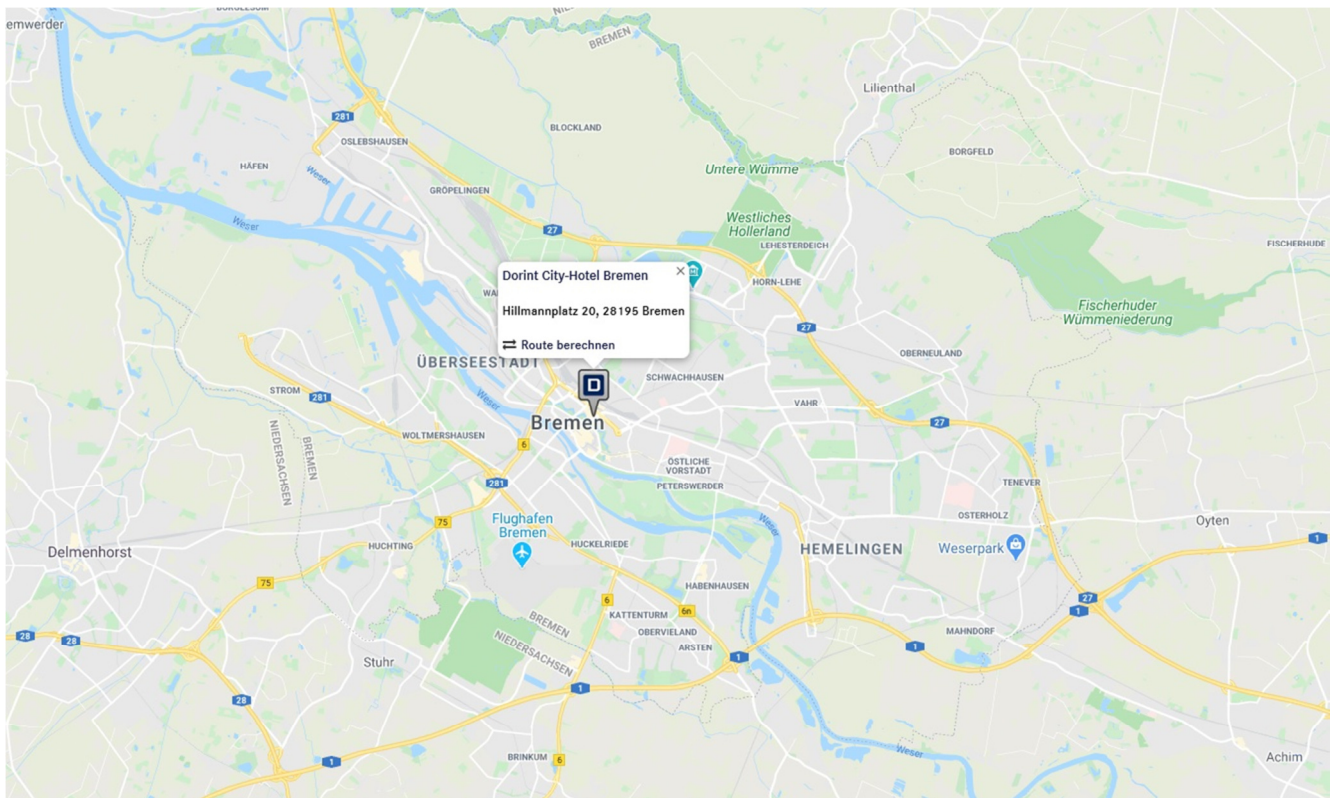 BREMEN
emwerder
Lilienthal
281
OSLEBSHAUSEN
BLOCKLAND
BORGFELD
HÄFEN
Weser
Untere Wümme
GRÖPELINGEN
Weser
Westliches
Hollerland
27
LEHESTERDEICH
FISCHERHUDE
Dorint City-Hotel Bremen
×
HORN-LEHE
Hillmannplatz 20, 28195 Bremen
Fischerhuder
Wümmeniederung
27
Route berechnen
ÜBERSEESTADT
OBERNEULAND
SCHWACHHAUSEN
D
STROM
281
Weser
VAHR
Bremen
27
NIEDERSACHSEN
BREMEN
WOLTMERSHAUSEN
6
ÖSTLICHE
VORSTADT
281
PETERSWERDER
TENEVER
75
Flughafen
Bremen
Weser
OSTERHOLZ
Oyten
1
Delmenhorst
HUCHTING
HUCKELRIEDE
HEMELINGEN
Weserpark
75
HABENHAUSEN
6
6n
27
1
KATTENTURM
BREMEN
NIEDERSACHSEN
OBERVIELAND
MAHNDORF
28
28
ARSTEN
1
1
Stuhr
1
28
Weser
1
BRINKUM
6
Achim